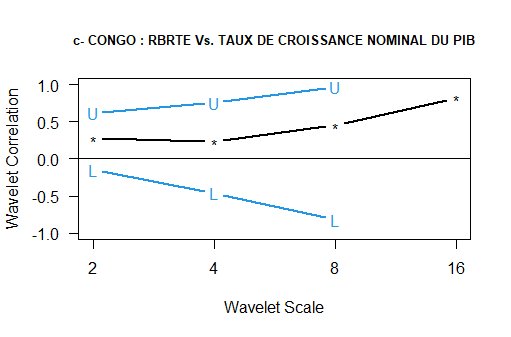 c- CONGO : RBRTE Vs. TAUX DE CROISSANCE NOMINAL DU PIB
Wavelet Correlation
1.0
0.5
0.0
-0.5
-1.0
U
U
U
*
*
*
*
L
L
L
2
4
8
16
Wavelet Scale